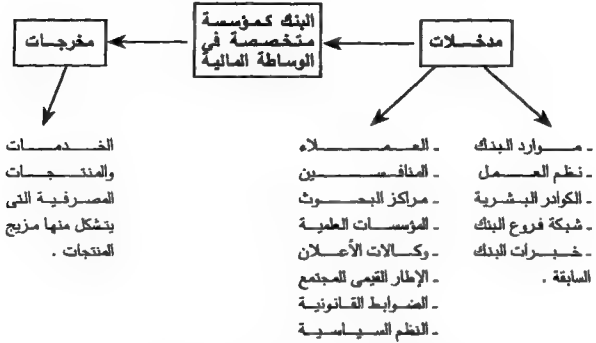 مدخلات
البنك كمؤسسة
متخصصة في
الوساطة المالية
مخرجات
- موارد البنك
- نظم العمل
- الكوادر البشرية
- شبكة فروع البنك
- خبرات البنك
السابقة .
- العملاء
- المنافسين
- مراكز البحوث
- المؤسسات العلمية
- وكالات الأعلان
- الإطار القيمى للمجتمع
- الضوابط القانونية
- النظم السياسية
الخدمات
والمنتجات
المصرفية التى
يتشكل منها مزيج
المنتجات .